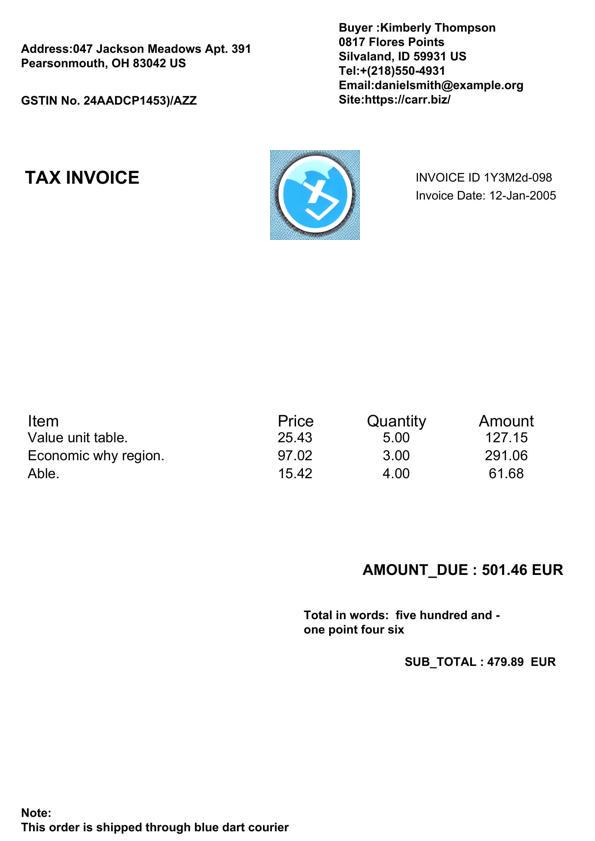 Address:047 Jackson Meadows Apt. 391
Pearsonmouth, OH 83042 US
GSTIN No. 24AADCP1453)/AZZ
Buyer :Kimberly Thompson
0817 Flores Points
Silvaland, ID 59931 US
Tel:+(218)550-4931
Email:danielsmith@example.org
Site:https://carr.biz/
TAX INVOICE
INVOICE ID 1Y3M2d-098
Invoice Date: 12-Jan-2005
Item Price Quantity Amount
Value unit table. 25.43 5.00 127.15
Economic why region. 97.02 3.00 291.06
Able. 15.42 4.00 61.68
AMOUNT_DUE : 501.46 EUR
Total in words:  five hundred and -
one point four six
SUB_TOTAL : 479.89  EUR
Note:
This order is shipped through blue dart courier